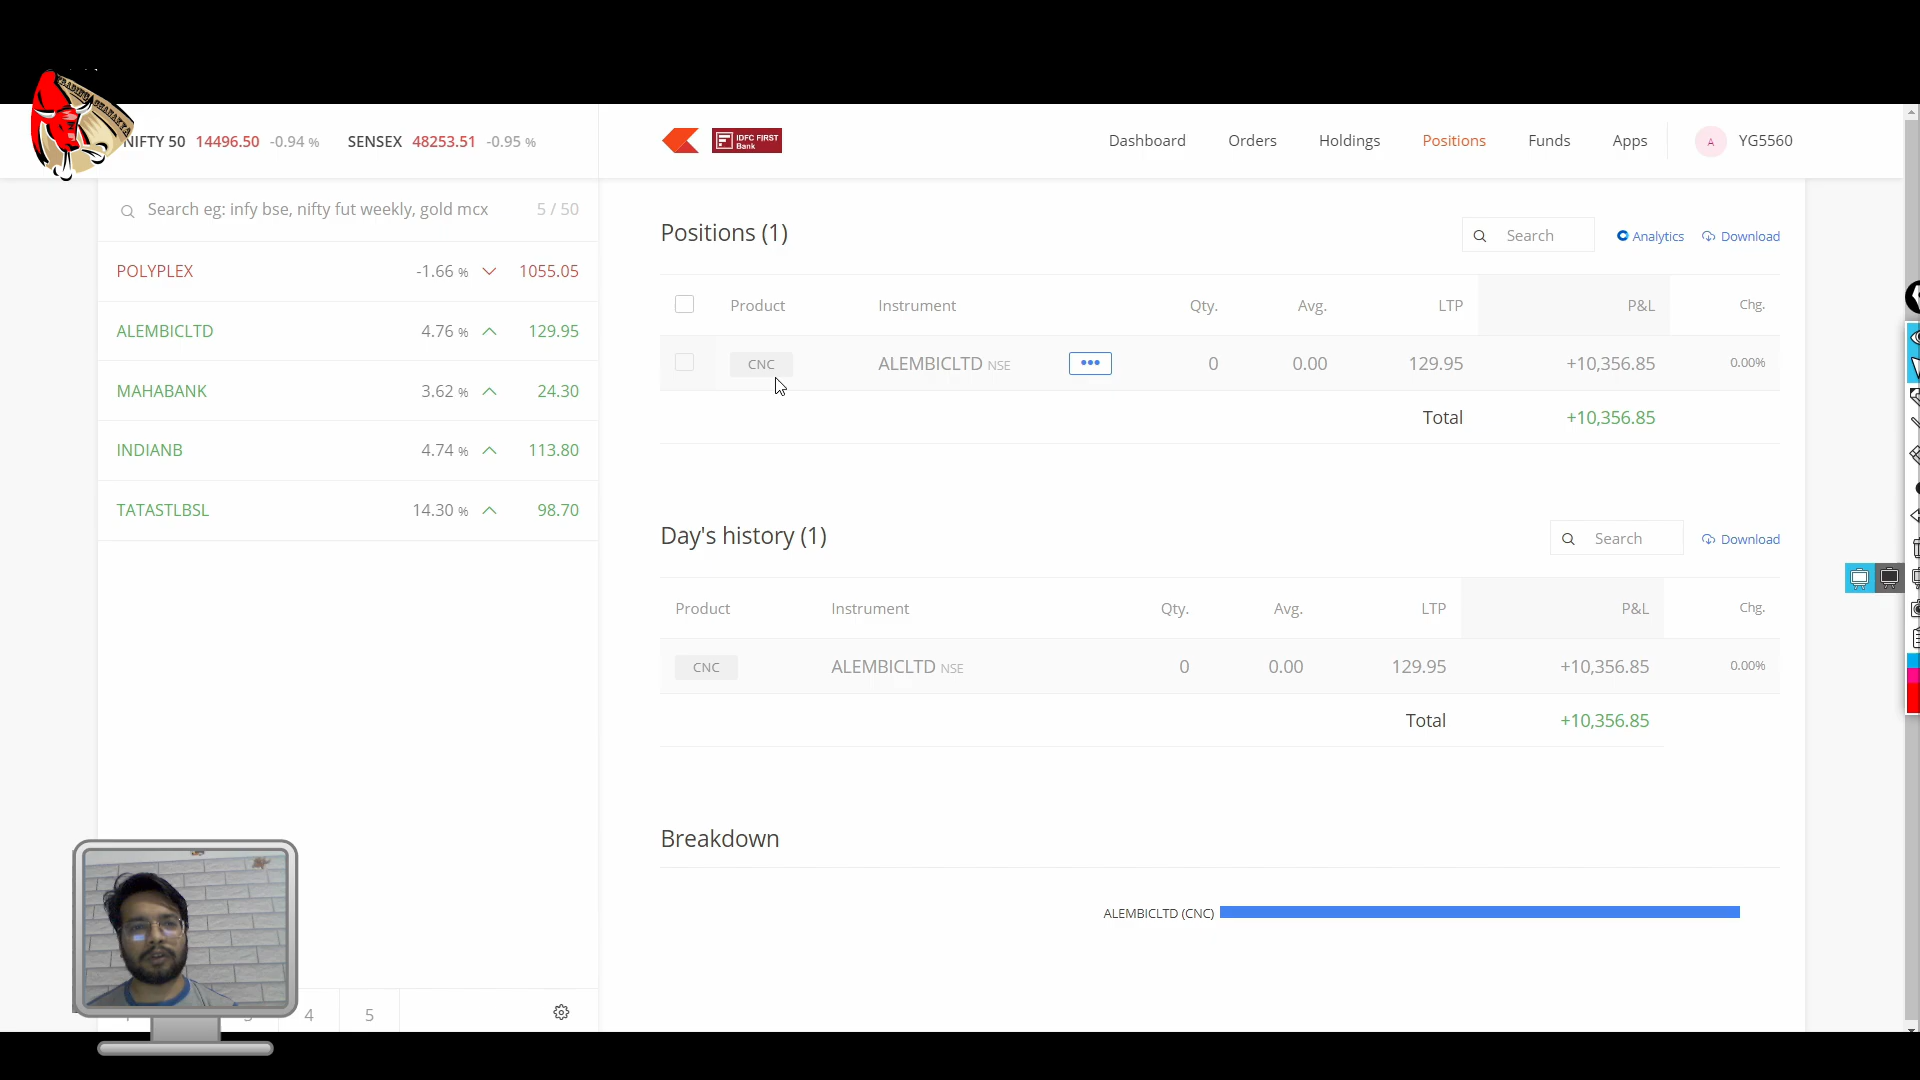 NIFTY 50 14496.50 -0.94 % SENSEX 48253.51 -0.95 %
IDFC FIRST
Bank
Dashboard Orders Holdings Positions Funds Apps A YG5560
Search eg: infy bse, nifty fut weekly, gold mcx 5 / 50
POLYPLEX -1.66 % 1055.05
ALEMBICLTD 4.76 % 129.95
MAHABANK 3.62 % 24.30
INDIANB 4.74 % 113.80
TATASTLBSL 14.30 % 98.70
4 5
Positions (1) Search Analytics Download
Product Instrument Qty. Avg. LTP P&L Chg.
CNC ALEMBICLTD NSE ••• 0 0.00 129.95 +10,356.85 0.00%
Total +10,356.85
Day's history (1) Search Download
Product Instrument Qty. Avg. LTP P&L Chg.
CNC ALEMBICLTD NSE 0 0.00 129.95 +10,356.85 0.00%
Total +10,356.85
Breakdown
ALEMBICLTD (CNC)